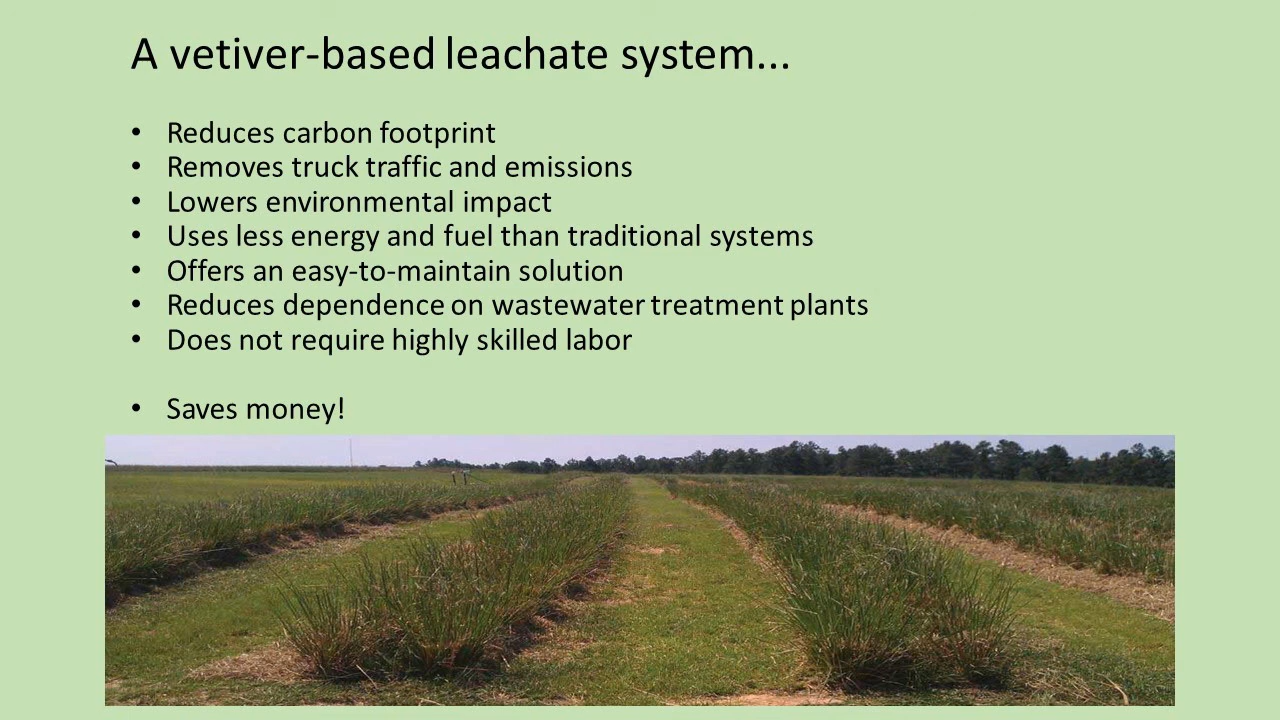 A vetiver-based leachate system...
• Reduces carbon footprint
• Removes truck traffic and emissions
• Lowers environmental impact
• Uses less energy and fuel than traditional systems
• Offers an easy-to-maintain solution
• Reduces dependence on wastewater treatment plants
• Does not require highly skilled labor
• Saves money!